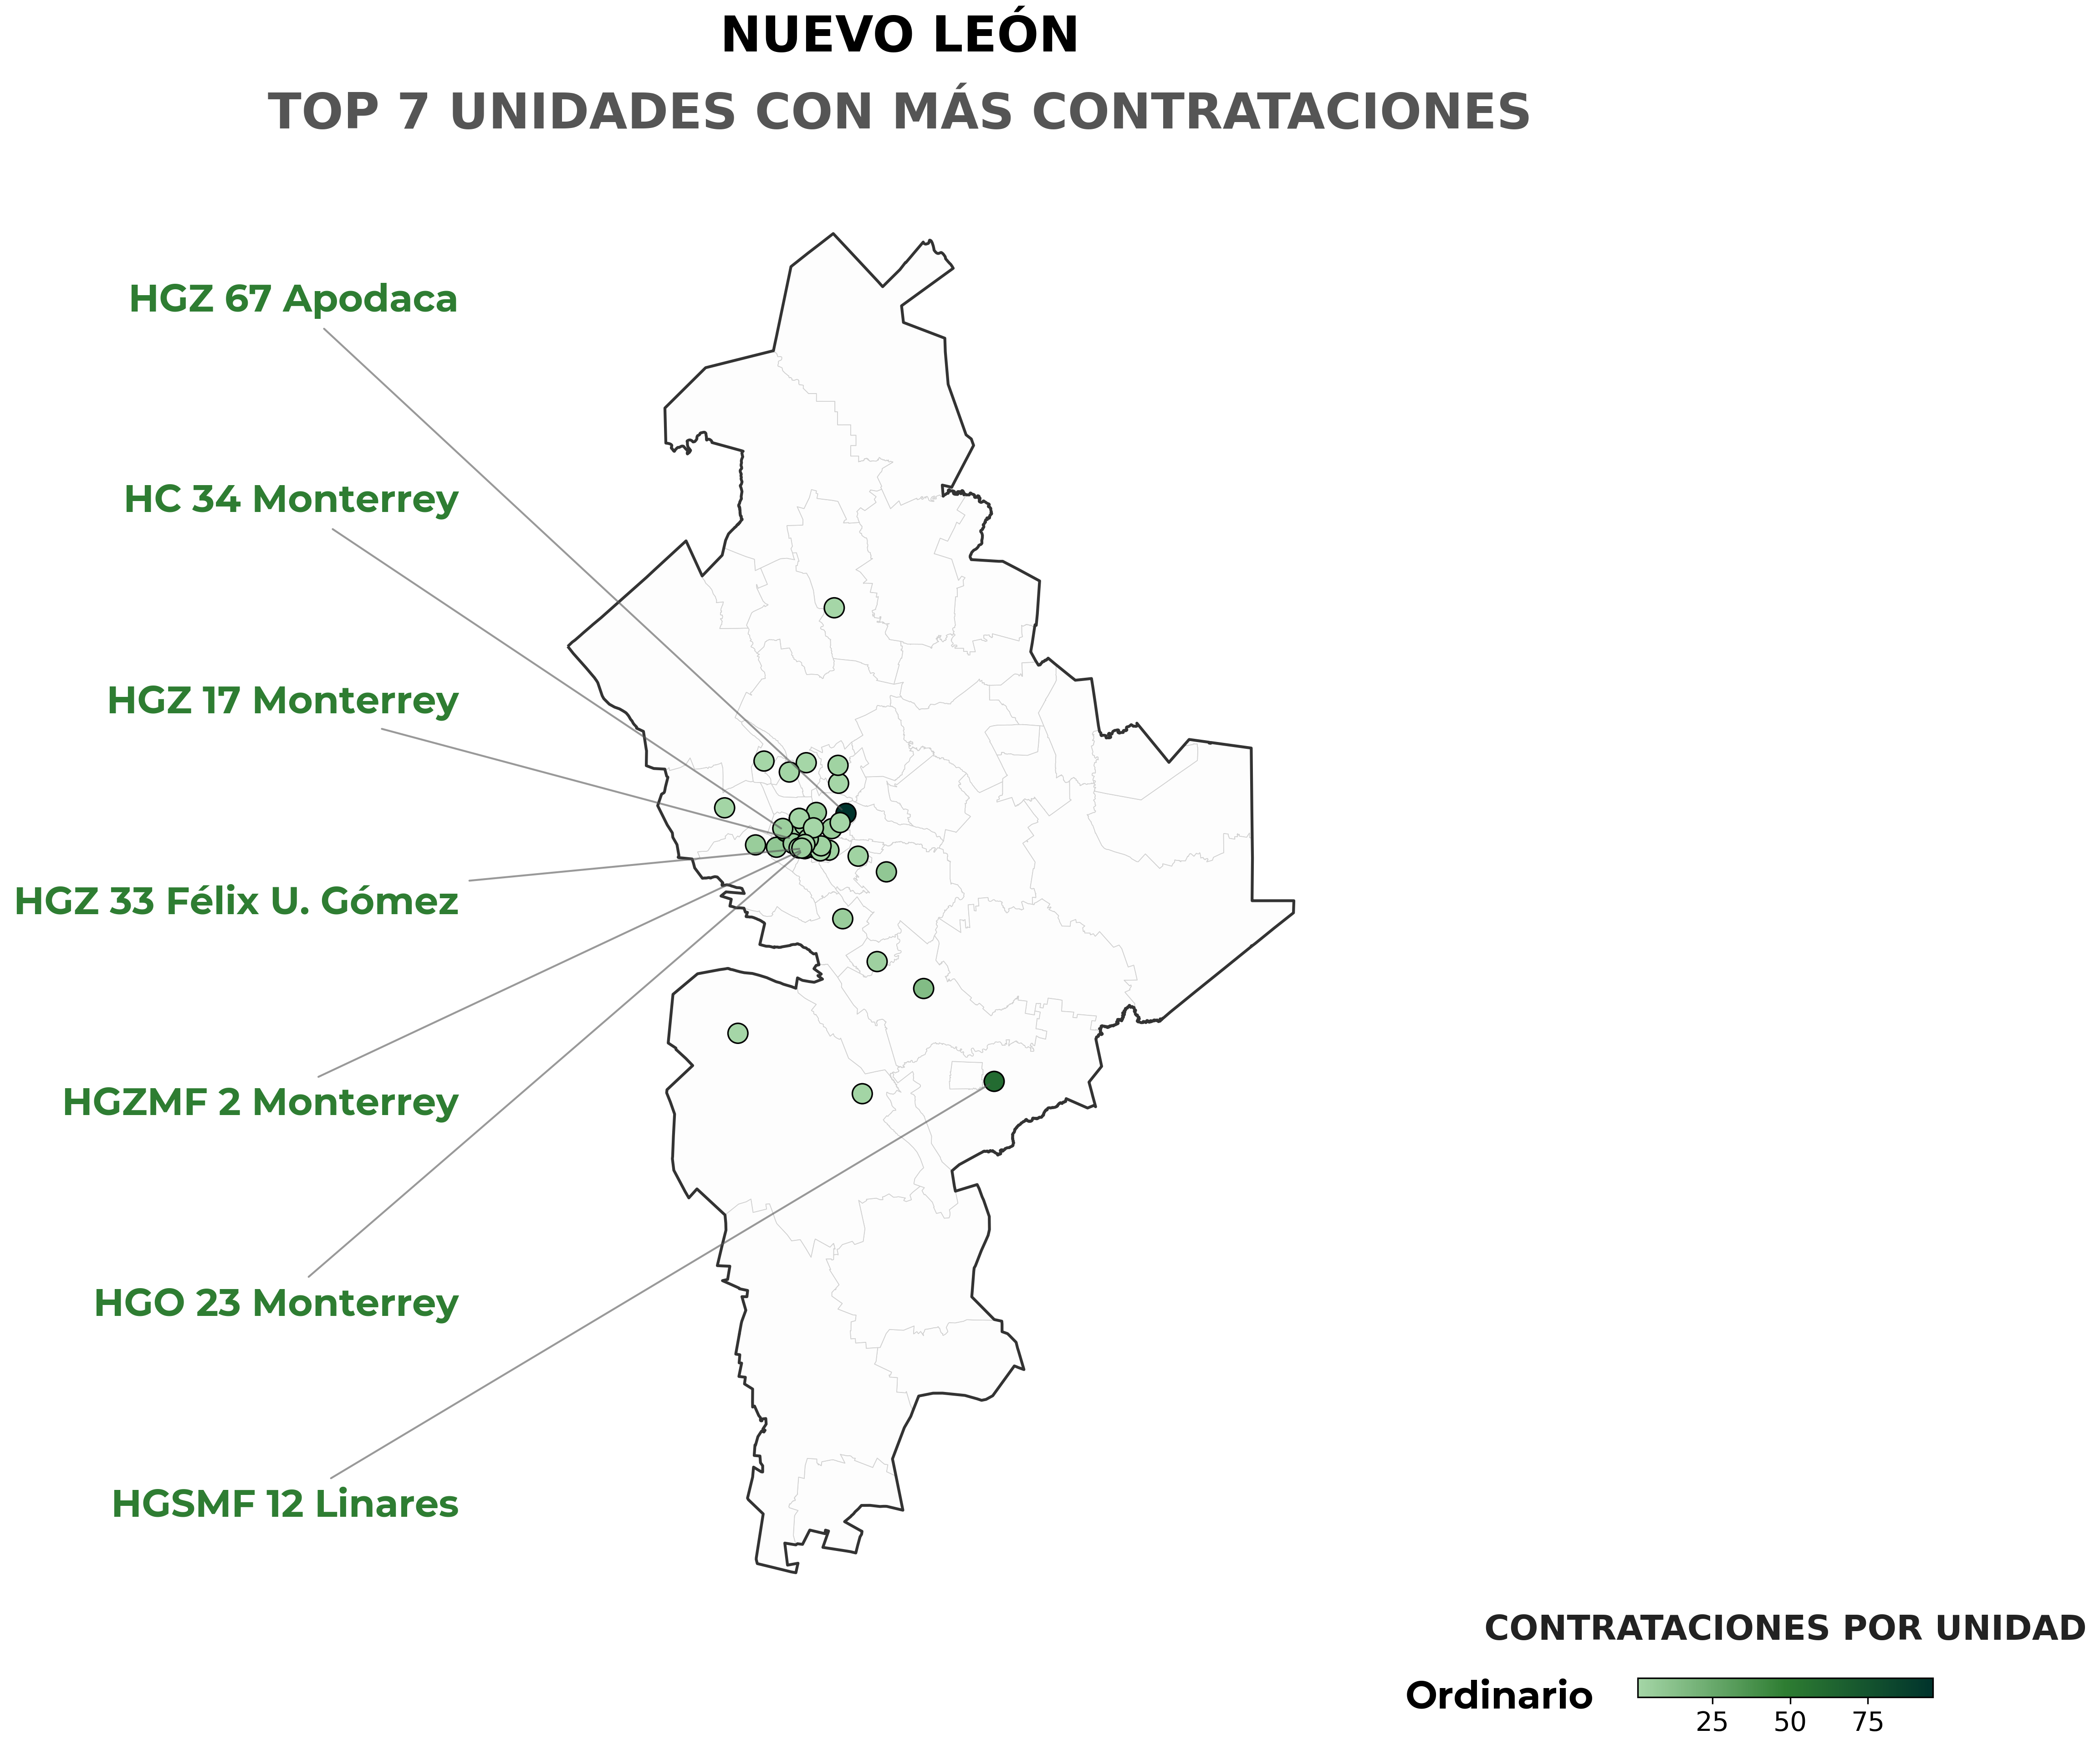 NUEVO LEÓN
TOP 7 UNIDADES CON MÁS CONTRATACIONES
HGZ 67 Apodaca
HC 34 Monterrey
HGZ 17 Monterrey
HGZ 33 Félix U. Gómez
HGZMF 2 Monterrey
HGO 23 Monterrey
HGSMF 12 Linares
CONTRATACIONES POR UNIDAD
Ordinario
25 50 75